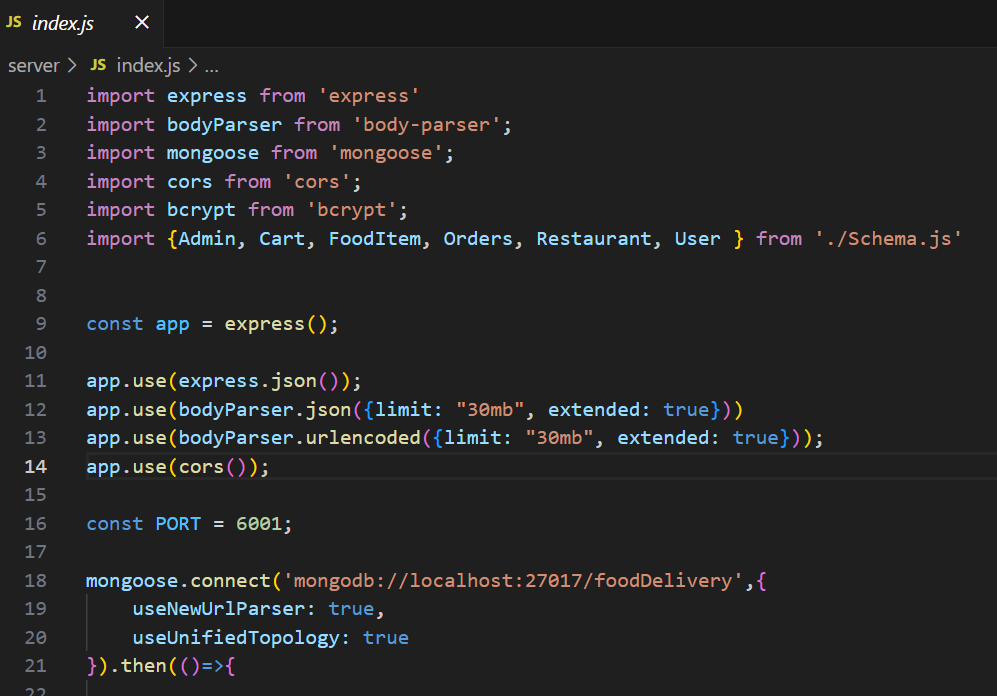 JS index.js ×
server > JS index.js > ...
1 import express from 'express'
2 import bodyParser from 'body-parser';
3 import mongoose from 'mongoose';
4 import cors from 'cors';
5 import bcrypt from 'bcrypt';
6 import {Admin, Cart, FoodItem, Orders, Restaurant, User } from './Schema.js'
7
8
9 const app = express();
10
11 app.use(express.json());
12 app.use(bodyParser.json({limit: "30mb", extended: true}))
13 app.use(bodyParser.urlencoded({limit: "30mb", extended: true}));
14 app.use(cors());
15
16 const PORT = 6001;
17
18 mongoose.connect('mongodb://localhost:27017/foodDelivery',{
19     useNewUrlParser: true,
20     useUnifiedTopology: true
21 }).then(()=>{
22